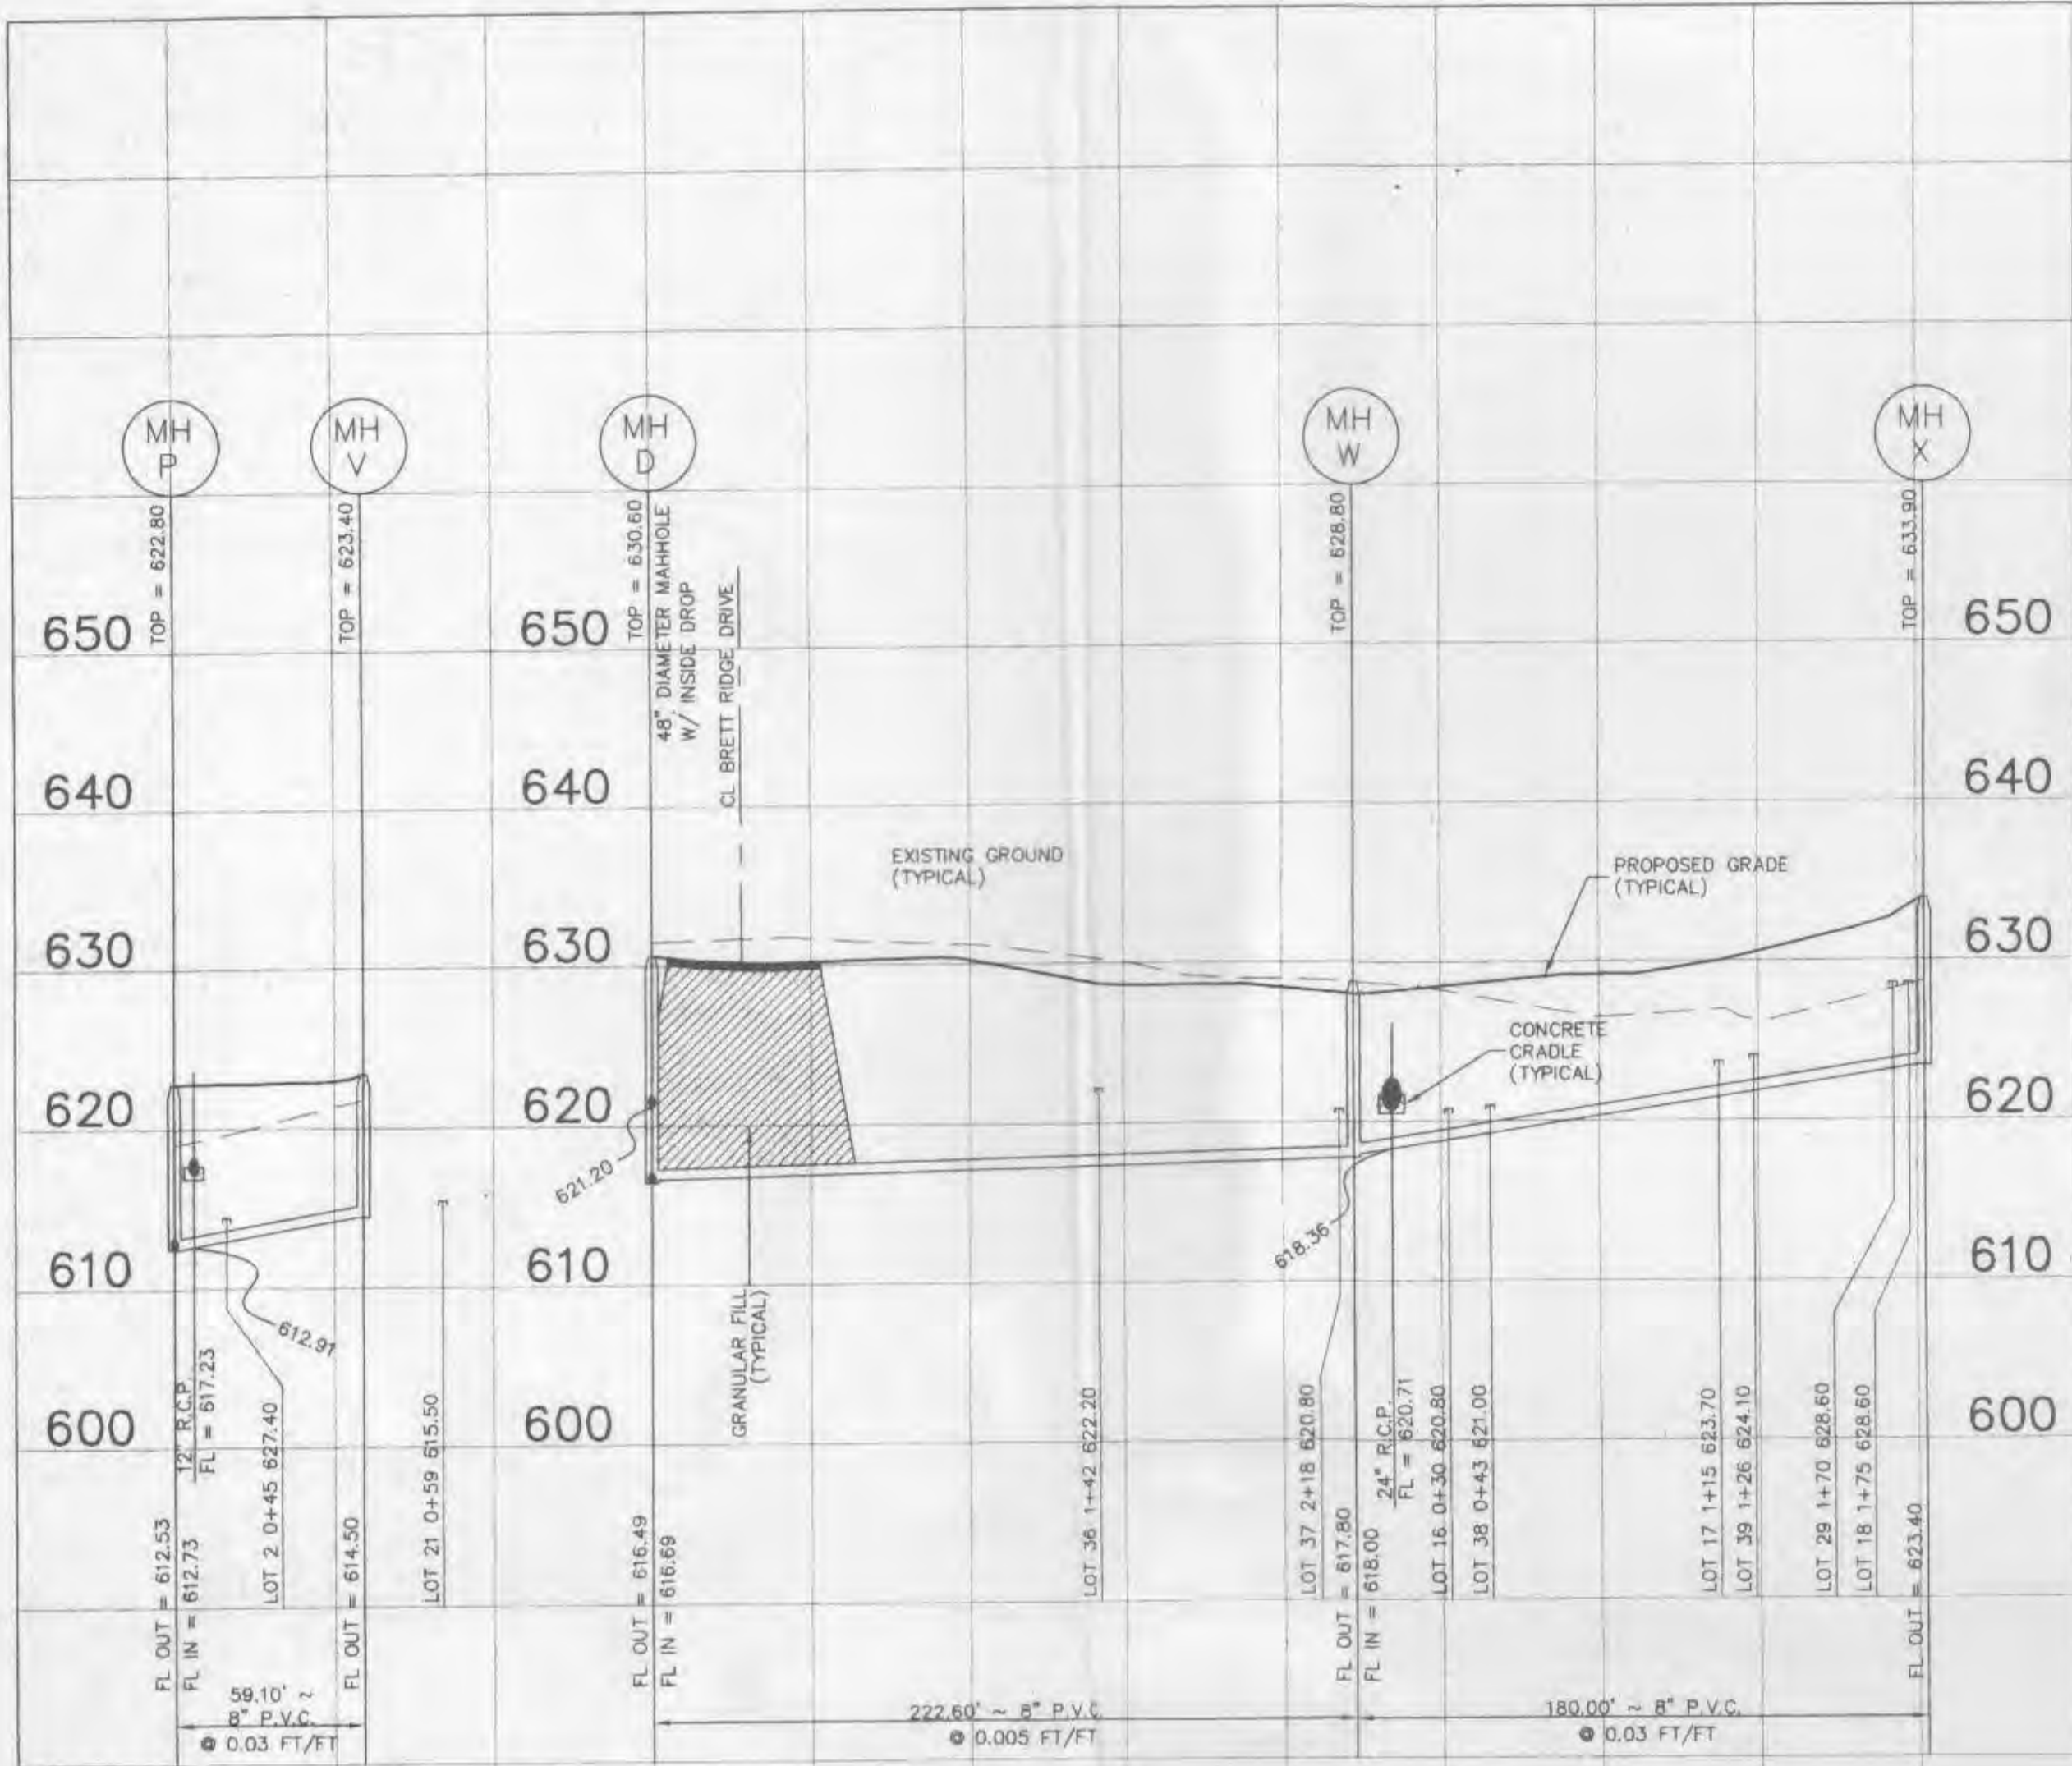 MH
P
MH
V
MH
D
MH
W
MH
X
TOP = 622.80
TOP = 623.40
TOP = 630.60
48" DIAMETER MAHHOLE
W/ INSIDE DROP
CL BRETT RIDGE DRIVE
TOP = 628.80
TOP = 633.90
650
650
650
640
640
640
EXISTING GROUND
(TYPICAL)
PROPOSED GRADE
(TYPICAL)
630
630
630
CONCRETE
CRADLE
(TYPICAL)
620
620
620
621.20
618.36
610
610
610
612.91
GRANULAR FILL
(TYPICAL)
600
600
600
12" R.C.P.
FL = 617.23
LOT 2 0+45 627.40
LOT 21 0+59 615.50
LOT 36 1+42 622.20
LOT 37 2+18 620.80
24" R.C.P.
FL = 620.71
LOT 16 0+30 620.80
LOT 38 0+43 621.00
LOT 17 1+15 623.70
LOT 39 1+26 624.10
LOT 29 1+70 628.60
LOT 18 1+75 628.60
FL OUT = 612.53
FL IN = 612.73
FL OUT = 614.50
FL OUT = 616.49
FL IN = 616.69
FL OUT = 617.80
FL IN = 618.00
FL OUT = 623.40
59.10' ~
8" P.V.C.
@ 0.03 FT/FT
222.60' ~ 8" P.V.C.
@ 0.005 FT/FT
180.00' ~ 8" P.V.C.
@ 0.03 FT/FT